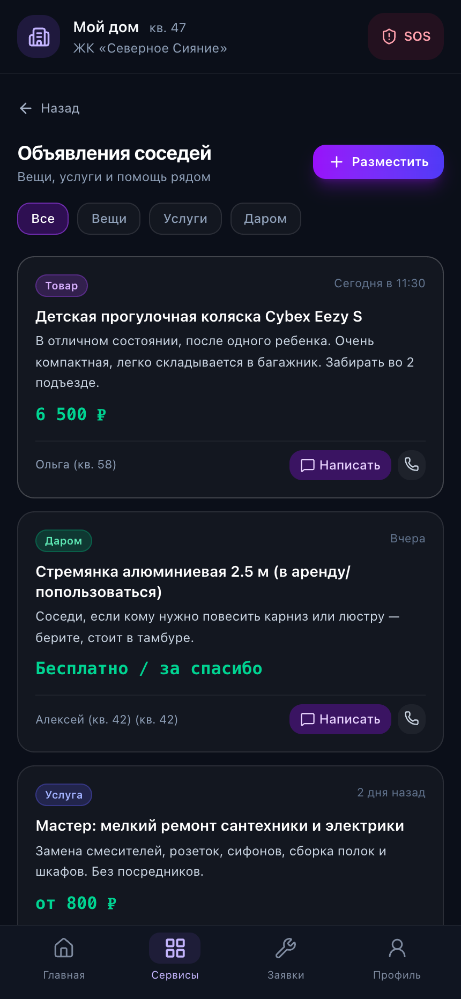 Мой дом кв. 47
ЖК «Северное Сияние»
SOS
Назад
Объявления соседей
Вещи, услуги и помощь рядом
Разместить
Все
Вещи
Услуги
Даром
Товар
Сегодня в 11:30
Детская прогулочная коляска Cybex Eezy S
В отличном состоянии, после одного ребенка. Очень
компактная, легко складывается в багажник. Забирать во 2
подъезде.
6 500 ₽
Ольга (кв. 58)
Написать
Даром
Вчера
Стремянка алюминиевая 2.5 м (в аренду/
попользоваться)
Соседи, если кому нужно повесить карниз или люстру —
берите, стоит в тамбуре.
Бесплатно / за спасибо
Алексей (кв. 42) (кв. 42)
Написать
Услуга
2 дня назад
Мастер: мелкий ремонт сантехники и электрики
Замена смесителей, розеток, сифонов, сборка полок и
шкафов. Без посредников.
от 800 ₽
Главная
Сервисы
Заявки
Профиль